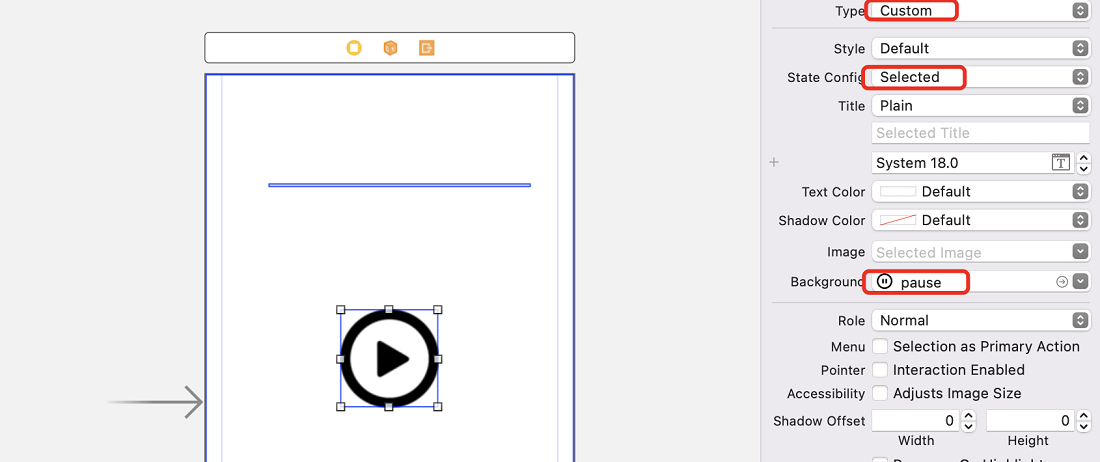 Type Custom
Style Default
State Config Selected
Title Plain
Selected Title
System 18.0 T
Text Color Default
Shadow Color Default
Image Selected Image
Background pause
Role Normal
Menu Selection as Primary Action
Pointer Interaction Enabled
Accessibility Adjusts Image Size
Shadow Offset 0 0
Width Height